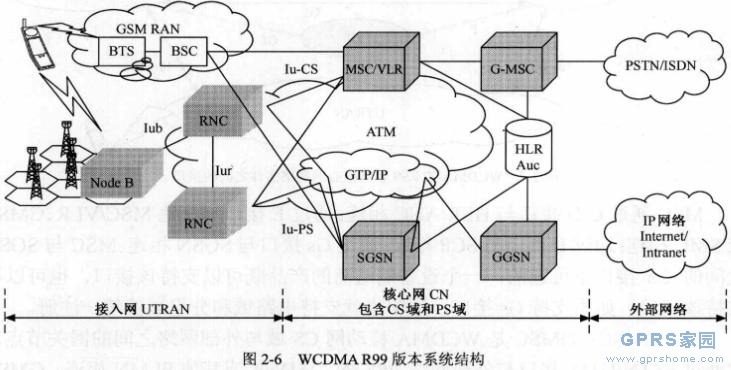 GSM RAN
BTS
BSC
Iu-CS
MSC/VLR
G-MSC
PSTN/ISDN
RNC
Iub
ATM
HLR
Auc
Iur
GTP/IP
Node B
RNC
Iu-PS
SGSN
GGSN
IP网络
Internet/
Intranet
接入网 UTRAN
核心网 CN
包含CS域和PS域
外部网络
图 2-6 WCDMA R99 版本系统结构
GPRS家园
www.gprshome.com